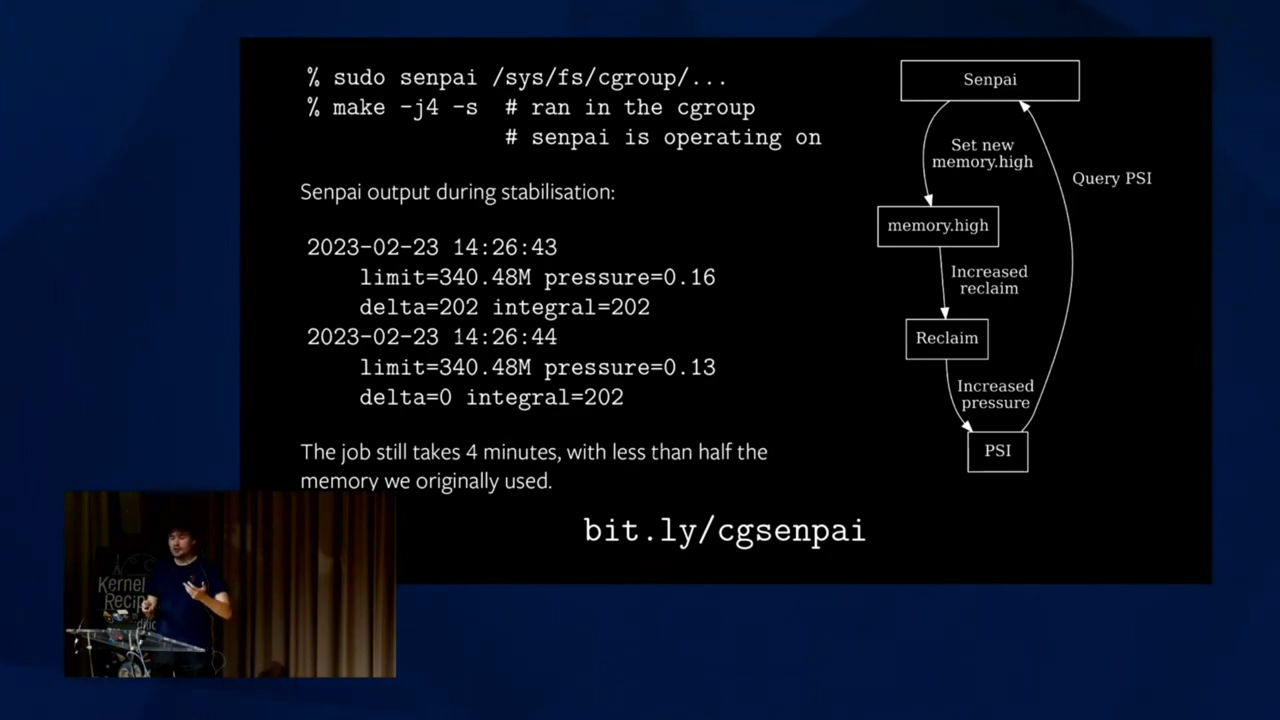 % sudo senpai /sys/fs/cgroup/...
% make -j4 -s # ran in the cgroup
# senpai is operating on
Senpai output during stabilisation:
2023-02-23 14:26:43
limit=340.48M pressure=0.16
delta=202 integral=202
2023-02-23 14:26:44
limit=340.48M pressure=0.13
delta=0 integral=202
The job still takes 4 minutes, with less than half the
memory we originally used.
bit.ly/cgsenpai
Senpai
Set new
memory.high
Query PSI
memory.high
Increased
reclaim
Reclaim
Increased
pressure
PSI
Kernel